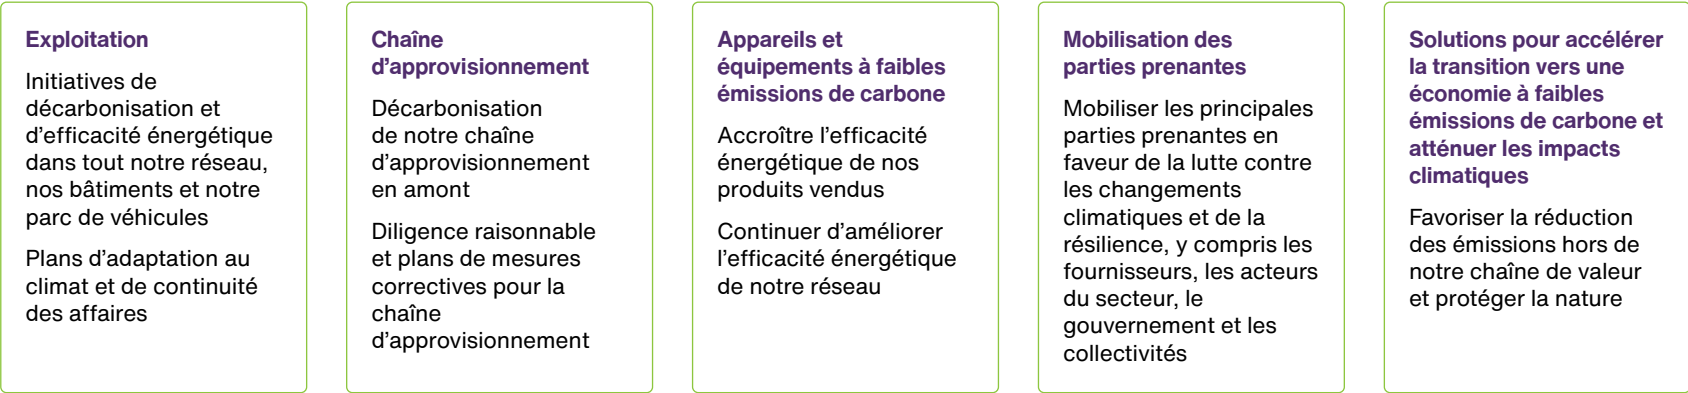 Exploitation
Initiatives de
décarbonisation et
d’efficacité énergétique
dans tout notre réseau,
nos bâtiments et notre
parc de véhicules
Plans d’adaptation au
climat et de continuité
des affaires
Chaîne
d’approvisionnement
Décarbonisation
de notre chaîne
d’approvisionnement
en amont
Diligence raisonnable
et plans de mesures
correctives pour la
chaîne
d’approvisionnement
Appareils et
équipements à faibles
émissions de carbone
Accroître l’efficacité
énergétique de nos
produits vendus
Continuer d’améliorer
l’efficacité énergétique
de notre réseau
Mobilisation des
parties prenantes
Mobiliser les principales
parties prenantes en
faveur de la lutte contre
les changements
climatiques et de la
résilience, y compris les
fournisseurs, les acteurs
du secteur, le
gouvernement et les
collectivités
Solutions pour accélérer
la transition vers une
économie à faibles
émissions de carbone et
atténuer les impacts
climatiques
Favoriser la réduction
des émissions hors de
notre chaîne de valeur
et protéger la nature